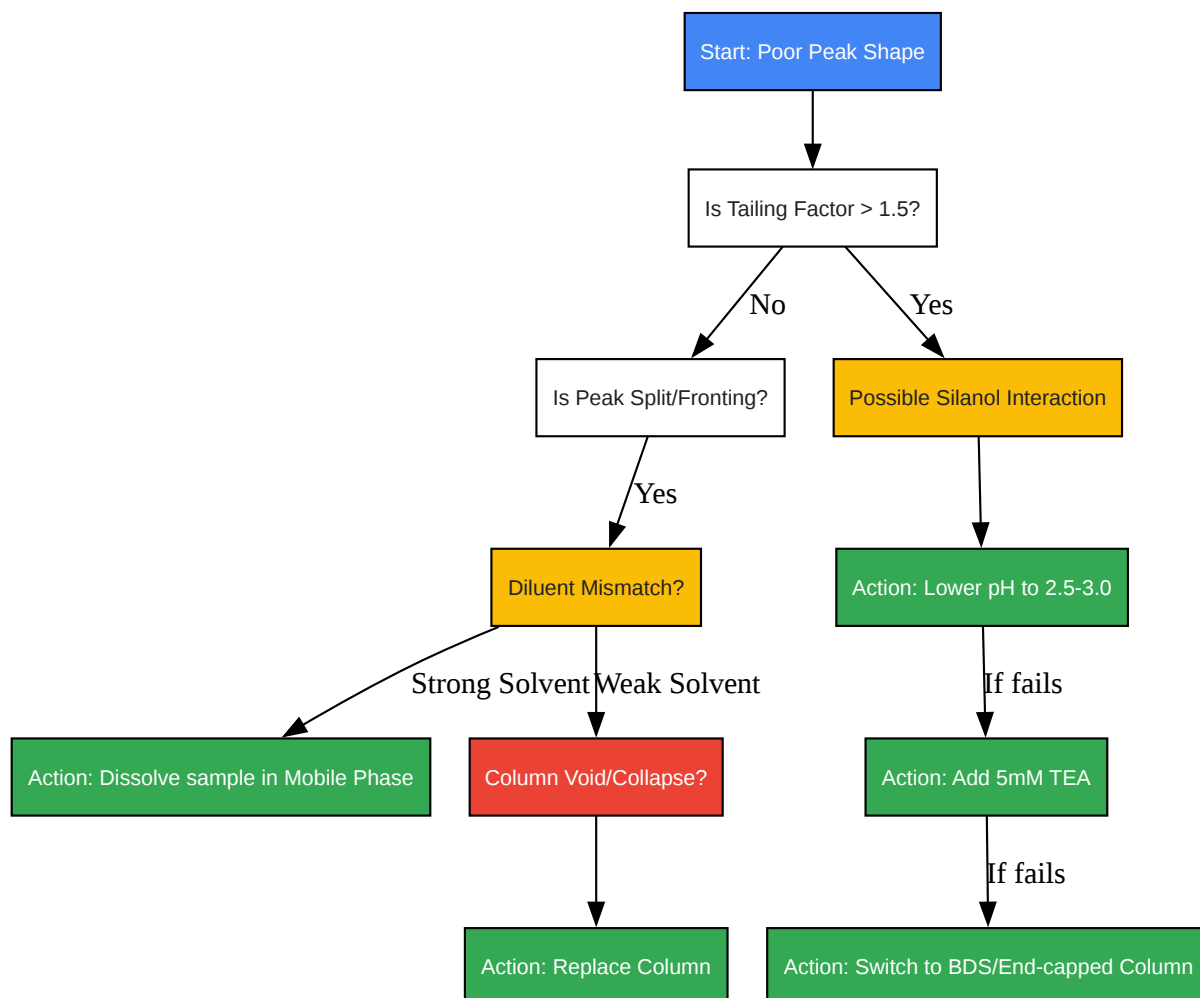 Start: Poor Peak Shape
Is Tailing Factor > 1.5?
No
Yes
Is Peak Split/Fronting?
Possible Silanol Interaction
Yes
Diluent Mismatch?
Action: Lower pH to 2.5-3.0
Strong Solvent
Weak Solvent
If fails
Action: Dissolve sample in Mobile Phase
Column Void/Collapse?
Action: Add 5mM TEA
If fails
Action: Replace Column
Action: Switch to BDS/End-capped Column